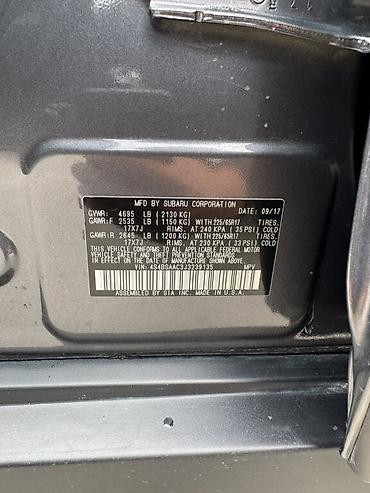 MFD BY SUBARU CORPORATION
GVWR: 4695 LB (2130 KG) DATE: 09/17
GAWR:F 2535 LB (1150 KG) WITH 225/65R17 TIRES,
17X7J RIMS, AT 240 KPA (35 PSI) COLD
GAWR:R 2645 LB (1200 KG) WITH 225/65R17 TIRES,
17X7J RIMS, AT 230 KPA (33 PSI) COLD
THIS VEHICLE CONFORMS TO ALL APPLICABLE FEDERAL MOTOR
VEHICLE SAFETY AND THEFT PREVENTION STANDARDS IN
EFFECT ON THE DATE OF MANUFACTURE SHOWN ABOVE.
VIN: 4S4BSAAC3J3239135 MPV
ASSEMBLED BY SIA INC. MADE IN U.S.A.